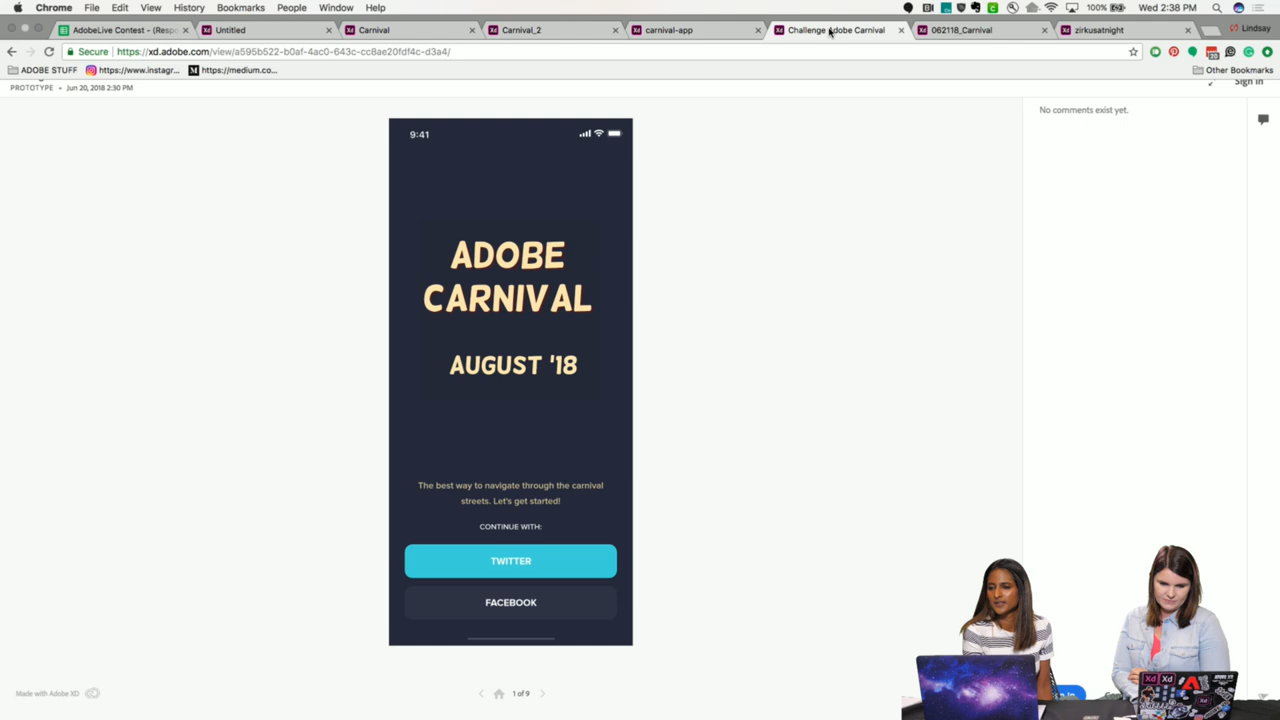 Chrome File Edit View History Bookmarks People Window Help 100% Wed 2:38 PM
AdobeLive Contest - (Respo Untitled Carnival Carnival_2 carnival-app Challenge Adobe Carnival 062118_Carnival zirkusatnight Lindsay
Secure https://xd.adobe.com/view/a595b522-b0af-4ac0-643c-cc8ae20fdf4c-d3a4/
ADOBE STUFF https://www.instagr... https://medium.co... Other Bookmarks
PROTOTYPE • Jun 20, 2018 2:30 PM
Sign In
No comments exist yet.
9:41
ADOBE
CARNIVAL
AUGUST '18
The best way to navigate through the carnival
streets. Let's get started!
CONTINUE WITH:
TWITTER
FACEBOOK
Made with Adobe XD
1 of 9
Xd Xd